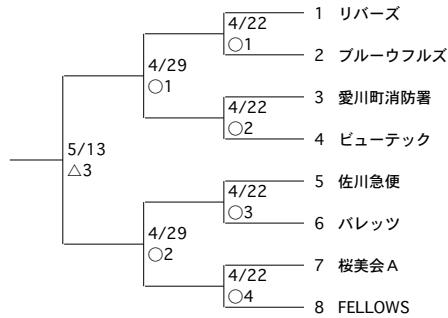 4/22
○1
1 リバーズ
2 ブルーウフルズ
4/29
○1
4/22
○2
3 愛川町消防署
4 ビューテック
5/13
△3
4/22
○3
5 佐川急便
6 バレッツ
4/29
○2
4/22
○4
7 桜美会A
8 FELLOWS